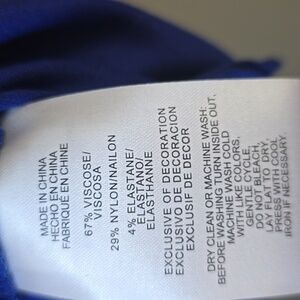 MADE IN CHINA
HECHO EN CHINA
FABRIQUÉ EN CHINE
67% VISCOSE/
VISCOSA
29% NYLON/NAILON
4% ELASTANE/
ELASTANO/
ELASTHANNE
EXCLUSIVE OF DECORATION
EXCLUSIVO DE DECORACION
EXCLUSIF DE DECOR
DRY CLEAN OR MACHINE WASH:
BEFORE WASHING TURN INSIDE OUT,
MACHINE WASH COLD
WITH LIKE COLORS,
GENTLE CYCLE,
DO NOT BLEACH,
LAY FLAT TO DRY,
PRESS WITH COOL
IRON IF NECESSARY.